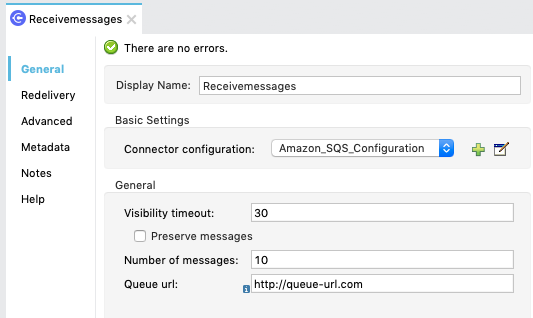 Receivemessages
There are no errors.
General
Redelivery
Advanced
Metadata
Notes
Help
Display Name: Receivemessages
Basic Settings
Connector configuration: Amazon_SQS_Configuration
General
Visibility timeout: 30
Preserve messages
Number of messages: 10
Queue url: http://queue-url.com